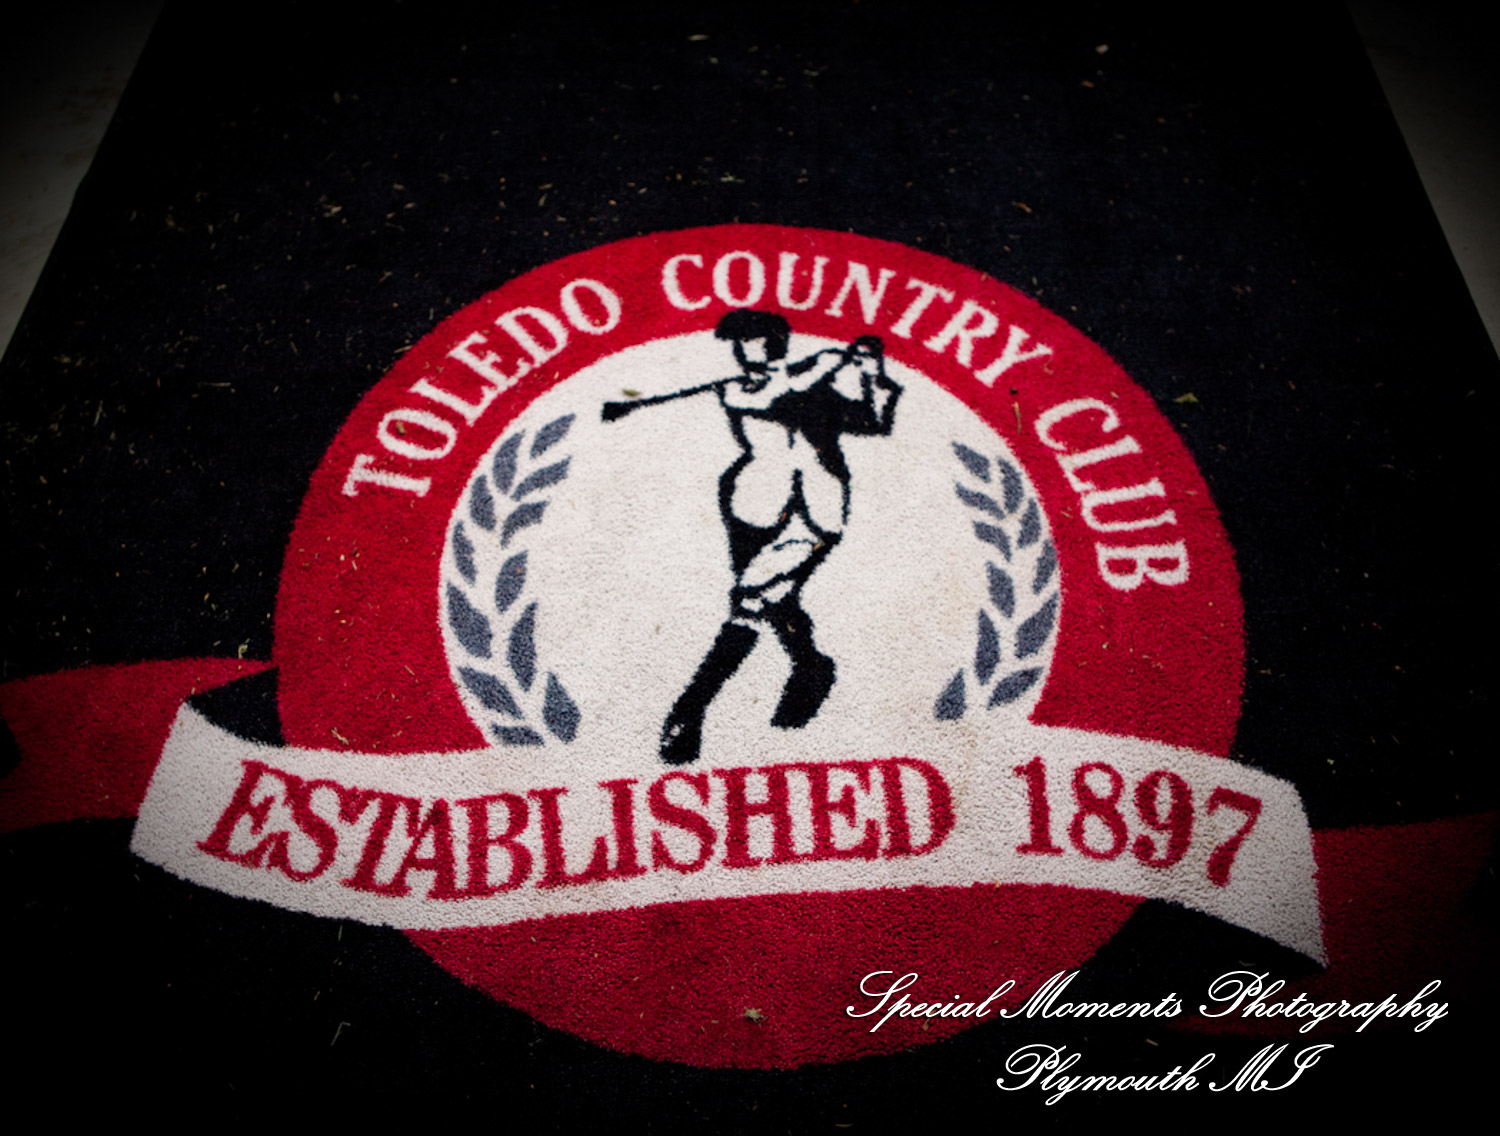 TOLEDO COUNTRY CLUB
ESTABLISHED 1897
Special Moments Photography
Plymouth MI